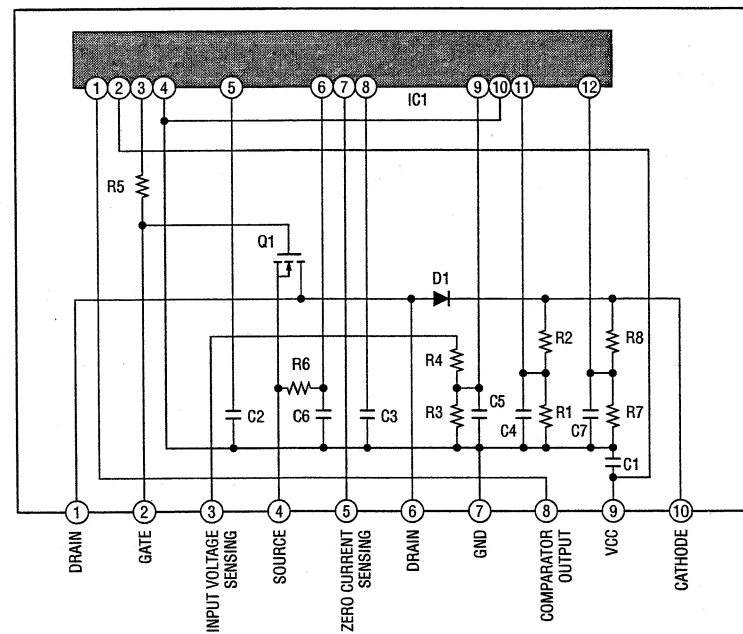 1 2 3 4 5 6 7 8 9 10 11 12
IC1
R5
Q1
D1
R2 R8
R4
R6
C2 C6 C3 R3 C5 C4 R1 C7 R7
C1
1 2 3 4 5 6 7 8 9 10
DRAIN
GATE
INPUT VOLTAGE
SENSING
SOURCE
ZERO CURRENT
SENSING
DRAIN
GND
COMPARATOR
OUTPUT
VCC
CATHODE